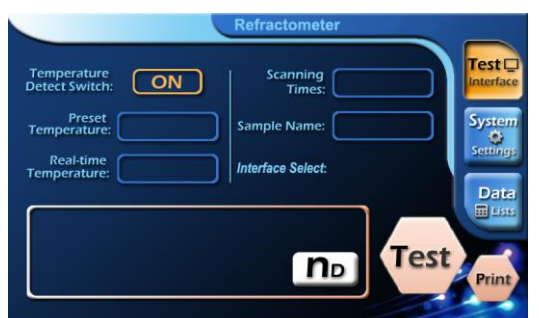 Refractometer
Temperature
Detect Switch:
ON
Preset
Temperature:
Real-time
Temperature:
Scanning
Times:
Sample Name:
Interface Select:
nD
Test
Print
Test
Interface
System
Settings
Data
Lists